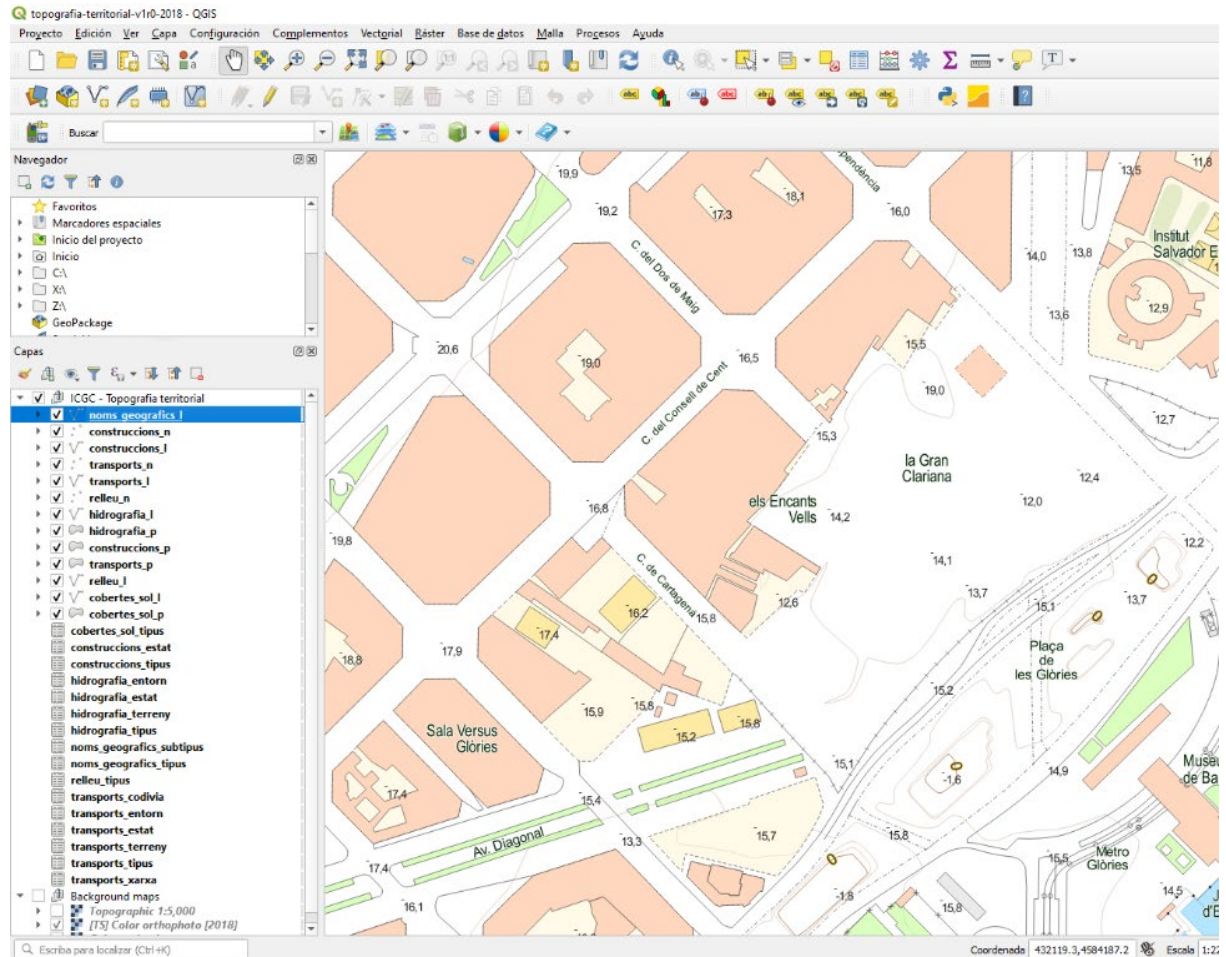 topografia-territorial-v1r0-2018 - QGIS
Proyecto Edición Ver Capa Configuración Complementos Vectorial Ráster Base de datos Malla Procesos Ayuda
Buscar
Navegador
Favoritos
Marcadores espaciales
Inicio del proyecto
Inicio
C:\
X:\
Z:\
GeoPackage
Capas
ICGC - Topografia territorial
noms_geografics_l
construccions_n
construccions_l
transports_n
transports_l
relleu_n
hidrografia_l
hidrografia_p
construccions_p
transports_p
relleu_l
cobertes_sol_l
cobertes_sol_p
cobertes_sol_tipus
construccions_estat
construccions_tipus
hidrografia_entorn
hidrografia_estat
hidrografia_terreny
hidrografia_tipus
noms_geografics_subtipus
noms_geografics_tipus
relleu_tipus
transports_codivia
transports_entorn
transports_estat
transports_terreny
transports_tipus
transports_xarxa
Background maps
Topographic 1:5,000
[TS] Color orthophoto [2018]
19,9
19,2
17,3
18,1
16,0
13,5
11,8
14,0
13,8
Institut
Salvador E
C. del Dos de Maig
12,9
13,6
20,6
19,0
16,5
15,5
19,0
C. del Consell de Cent
12,7
15,3
la Gran
Clariana
12,4
12,0
els Encants
Vells
14,2
16,8
19,8
12,2
14,1
C. de Cartagena
13,7
13,7
15,1
12,6
16,2
15,8
17,4
17,9
18,8
Plaça
de
les Glòries
15,2
15,9
15,8
15,8
15,2
Sala Versus
Glòries
15,1
14,9
Museu
de Ba
-1,6
17,4
15,4
Av. Diagonal
13,3
15,7
15,8
Metro
Glòries
15,5
17,4
16,1
-1,8
15,8
14,5
d'E
Escriba para localizar (Ctrl+K)
Coordenada 432119.3,4584187.2 Escala 1:22